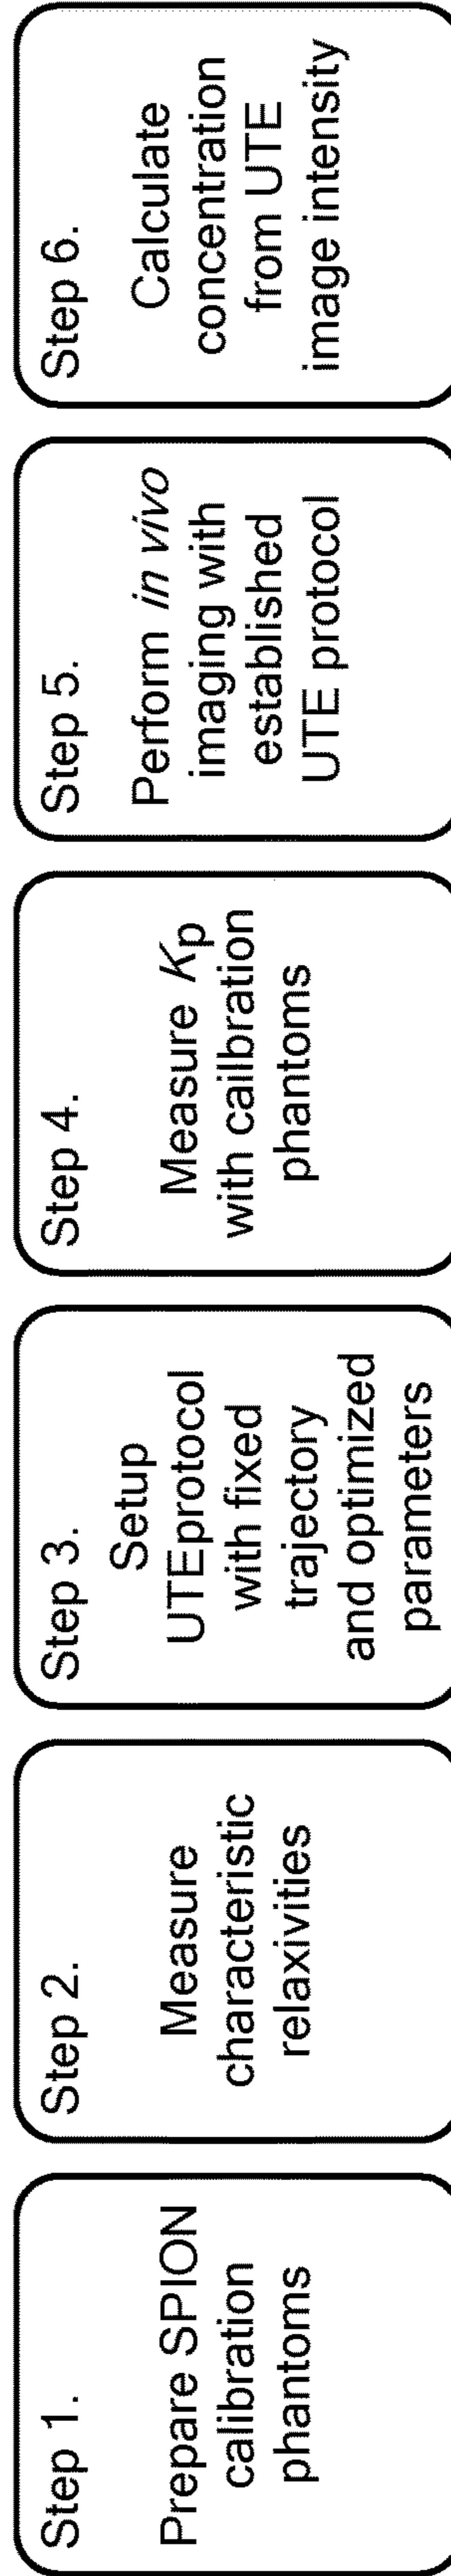 Step 1.
Prepare SPION
calibration
phantoms
Step 2.
Measure
characteristic
relaxivities
Step 3.
Setup
UTEprotocol
with fixed
trajectory
and optimized
parameters
Step 4.
Measure Kp
with cailbration
phantoms
Step 5.
Perform in vivo
imaging with
established
UTE protocol
Step 6.
Calculate
concentration
from UTE
image intensity